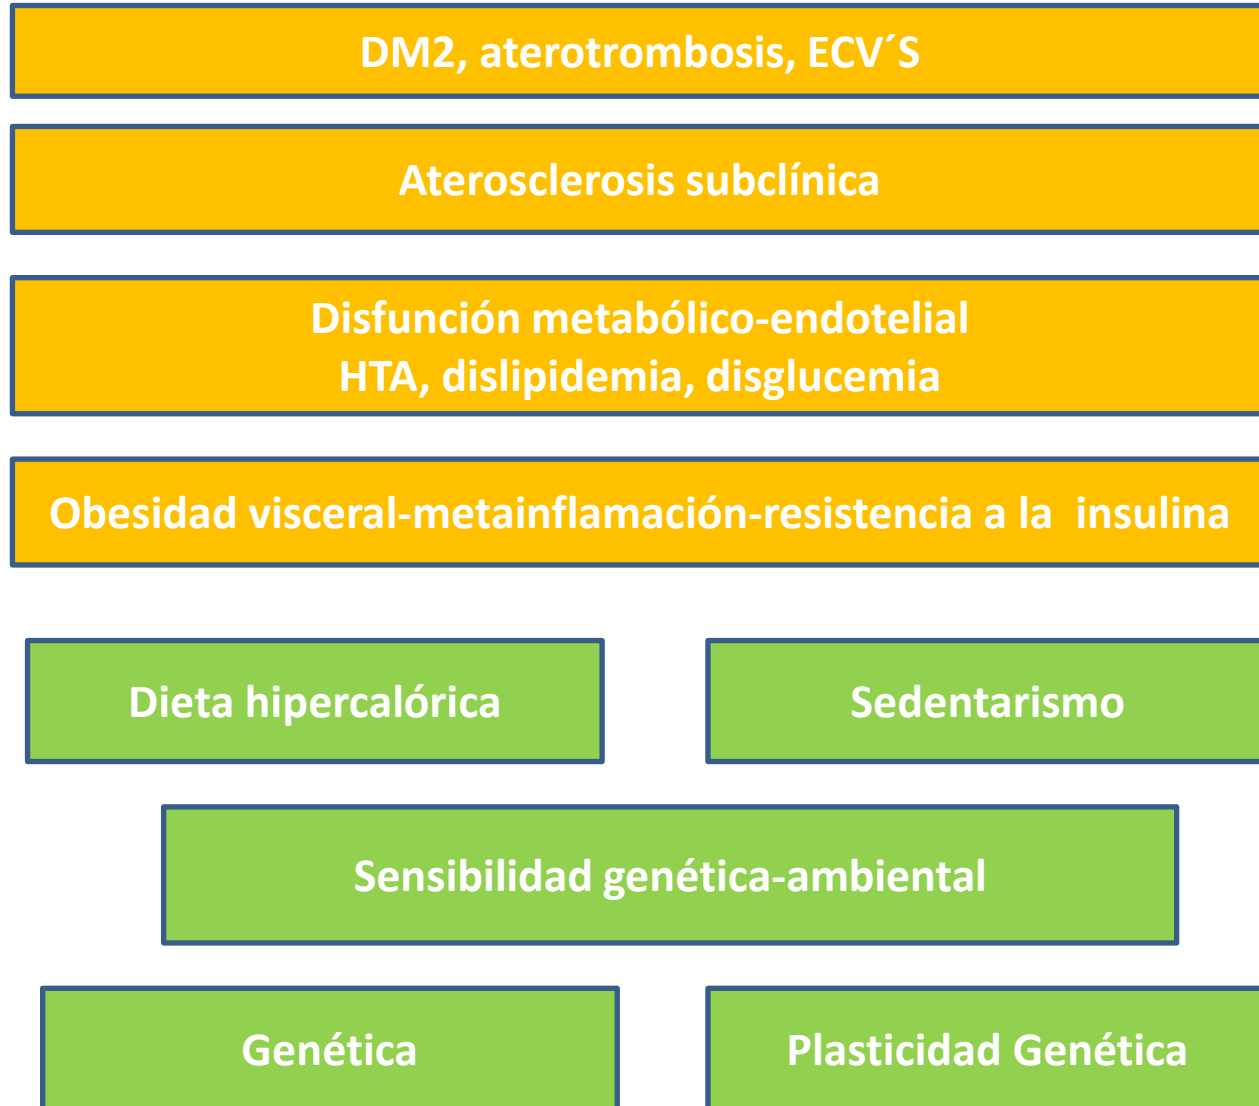 DM2, aterotrombosis, ECV´S
Aterosclerosis subclínica
Disfunción metabólico-endotelial
HTA, dislipidemia, disglucemia
Obesidad visceral-metainflamación-resistencia a la  insulina
Dieta hipercalórica
Sedentarismo
Sensibilidad genética-ambiental
Genética
Plasticidad Genética